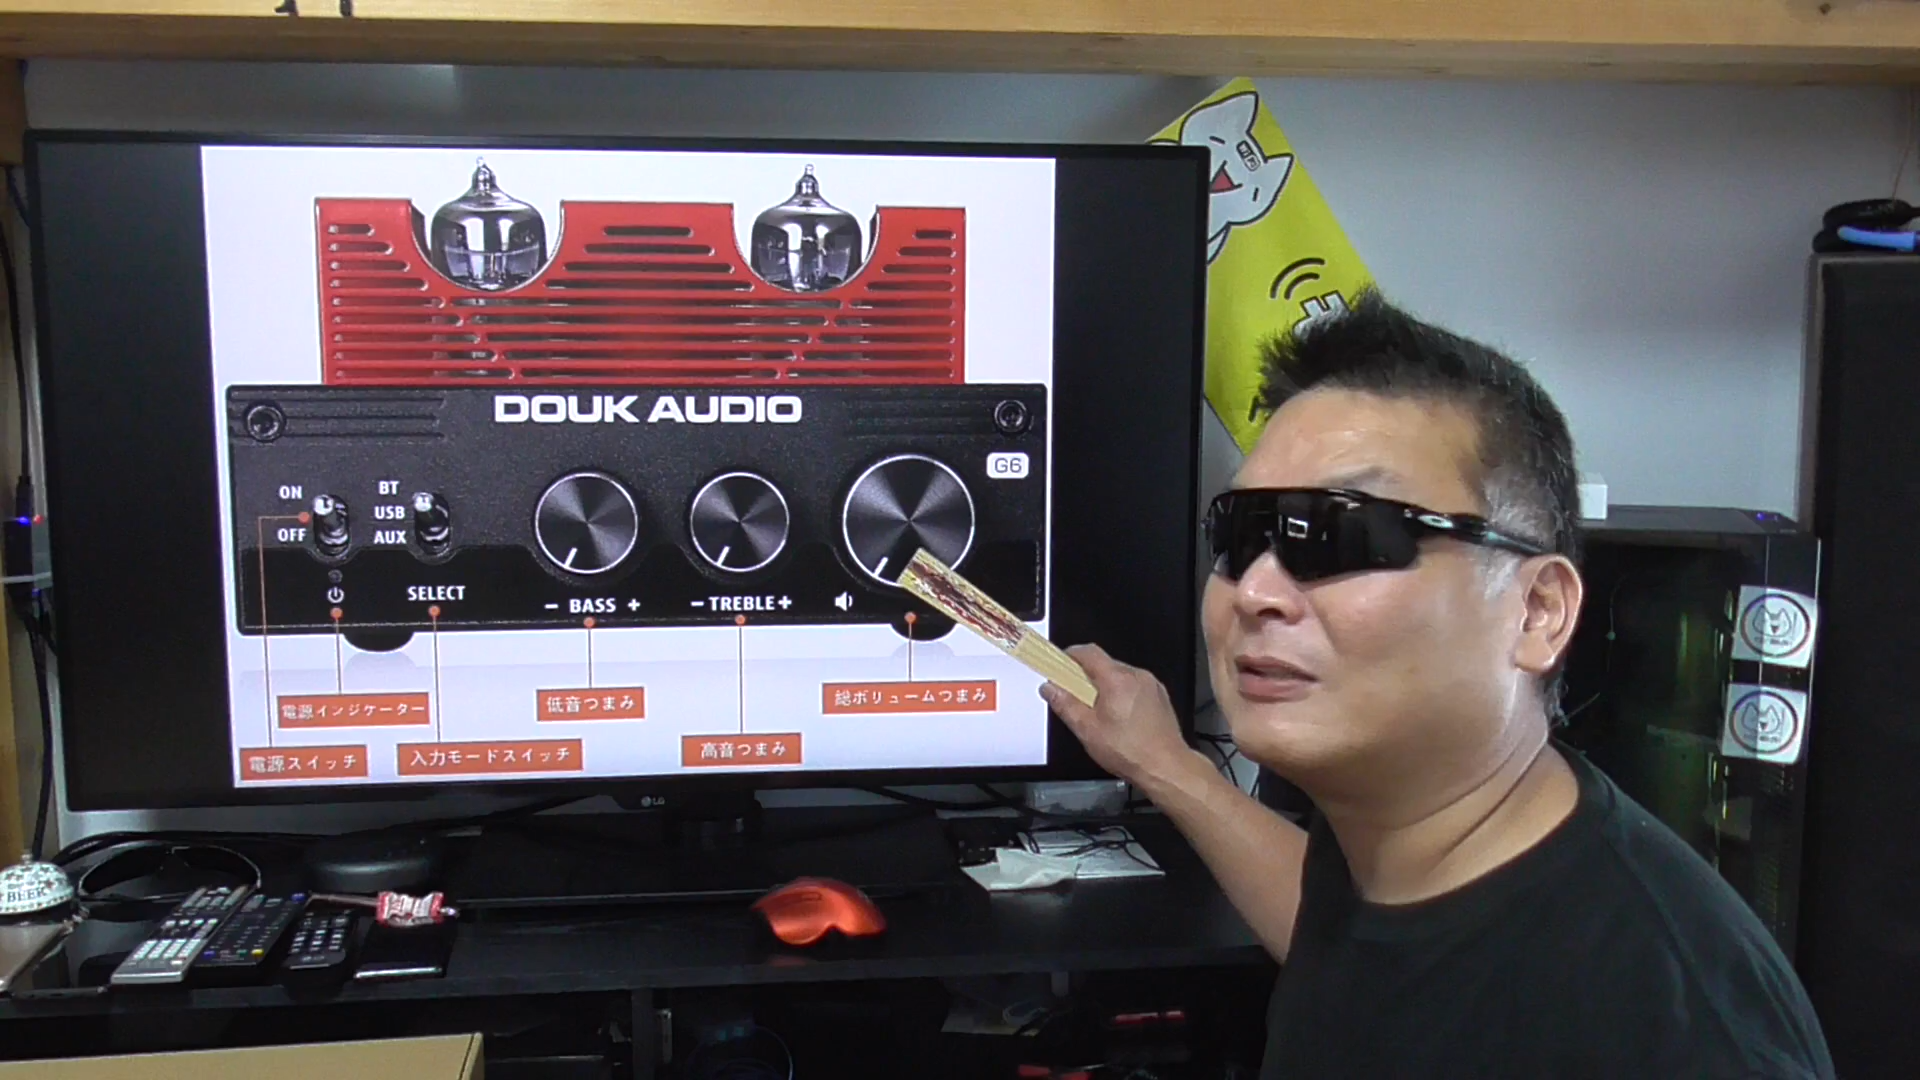 DOUK AUDIO
G6
ON
OFF
BT
USB
AUX
SELECT
− BASS +
− TREBLE +
電源インジケーター
低音つまみ
総ボリュームつまみ
電源スイッチ
入力モードスイッチ
高音つまみ
LG
BEER